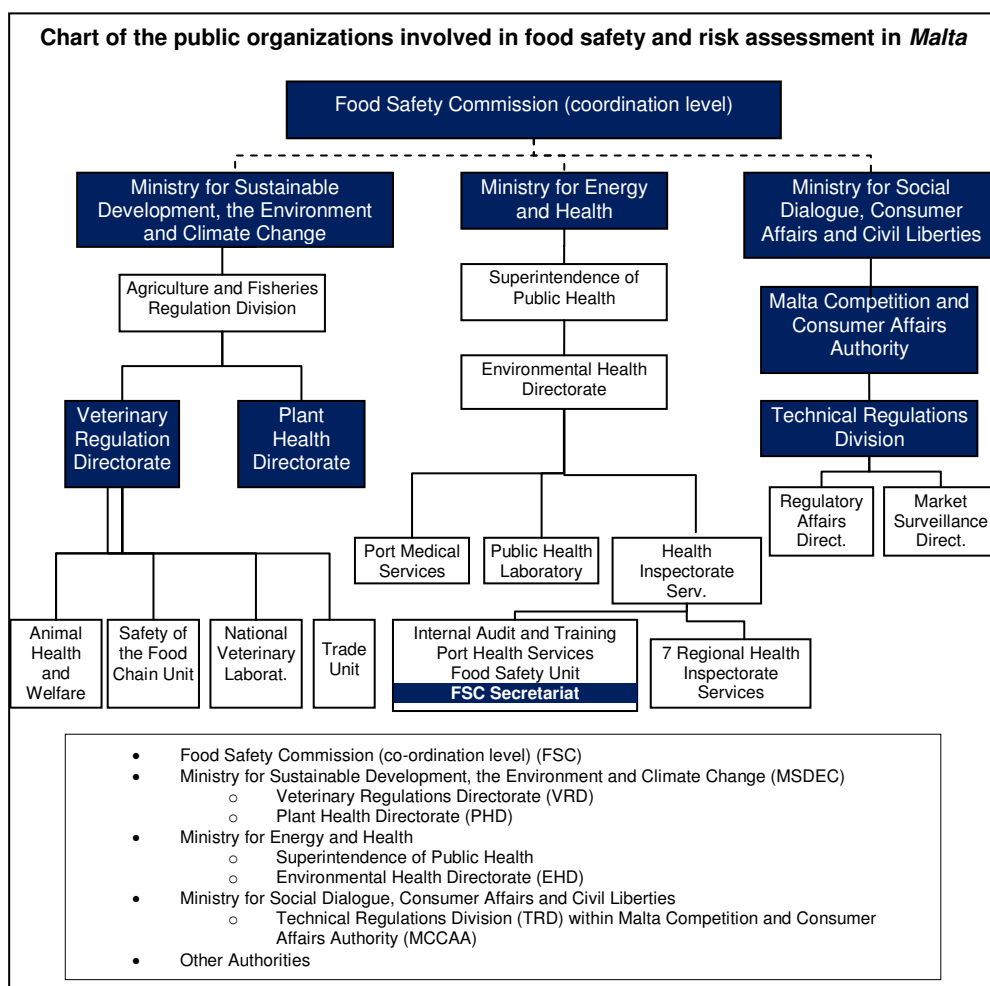 Chart of the public organizations involved in food safety and risk assessment in Malta
Food Safety Commission (coordination level)
Ministry for Sustainable
Development, the Environment
and Climate Change
Ministry for Energy
and Health
Ministry for Social
Dialogue, Consumer
Affairs and Civil Liberties
Agriculture and Fisheries
Regulation Division
Superintendence of
Public Health
Malta Competition and
Consumer Affairs
Authority
Environmental Health
Directorate
Veterinary
Regulation
Directorate
Plant
Health
Directorate
Technical Regulations
Division
Regulatory
Affairs
Direct.
Market
Surveillance
Direct.
Port Medical
Services
Public Health
Laboratory
Health
Inspectorate
Serv.
Animal
Health
and
Welfare
Safety of
the Food
Chain Unit
National
Veterinary
Laborat.
Trade
Unit
Internal Audit and Training
Port Health Services
Food Safety Unit
FSC Secretariat
7 Regional Health
Inspectorate
Services
• Food Safety Commission (co-ordination level) (FSC)
• Ministry for Sustainable Development, the Environment and Climate Change (MSDEC)
o Veterinary Regulations Directorate (VRD)
o Plant Health Directorate (PHD)
• Ministry for Energy and Health
o Superintendence of Public Health
o Environmental Health Directorate (EHD)
• Ministry for Social Dialogue, Consumer Affairs and Civil Liberties
o Technical Regulations Division (TRD) within Malta Competition and Consumer
Affairs Authority (MCCAA)
• Other Authorities